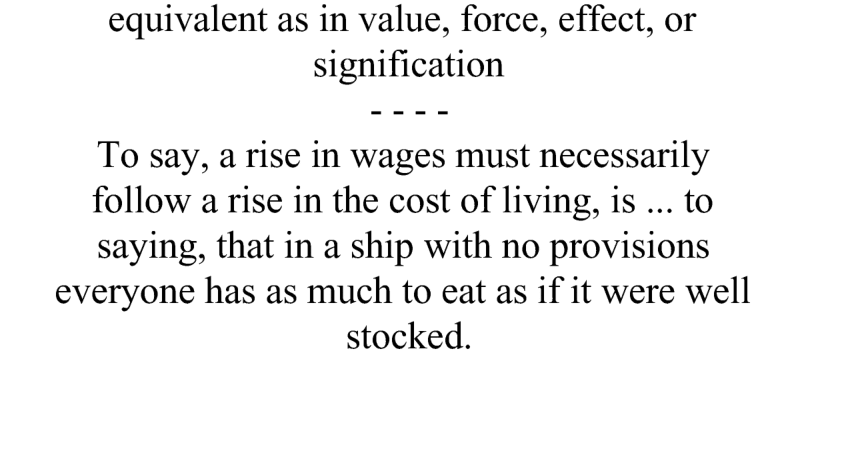 equivalent as in value, force, effect, or
signification
- - - -
To say, a rise in wages must necessarily
follow a rise in the cost of living, is ... to
saying, that in a ship with no provisions
everyone has as much to eat as if it were well
stocked.